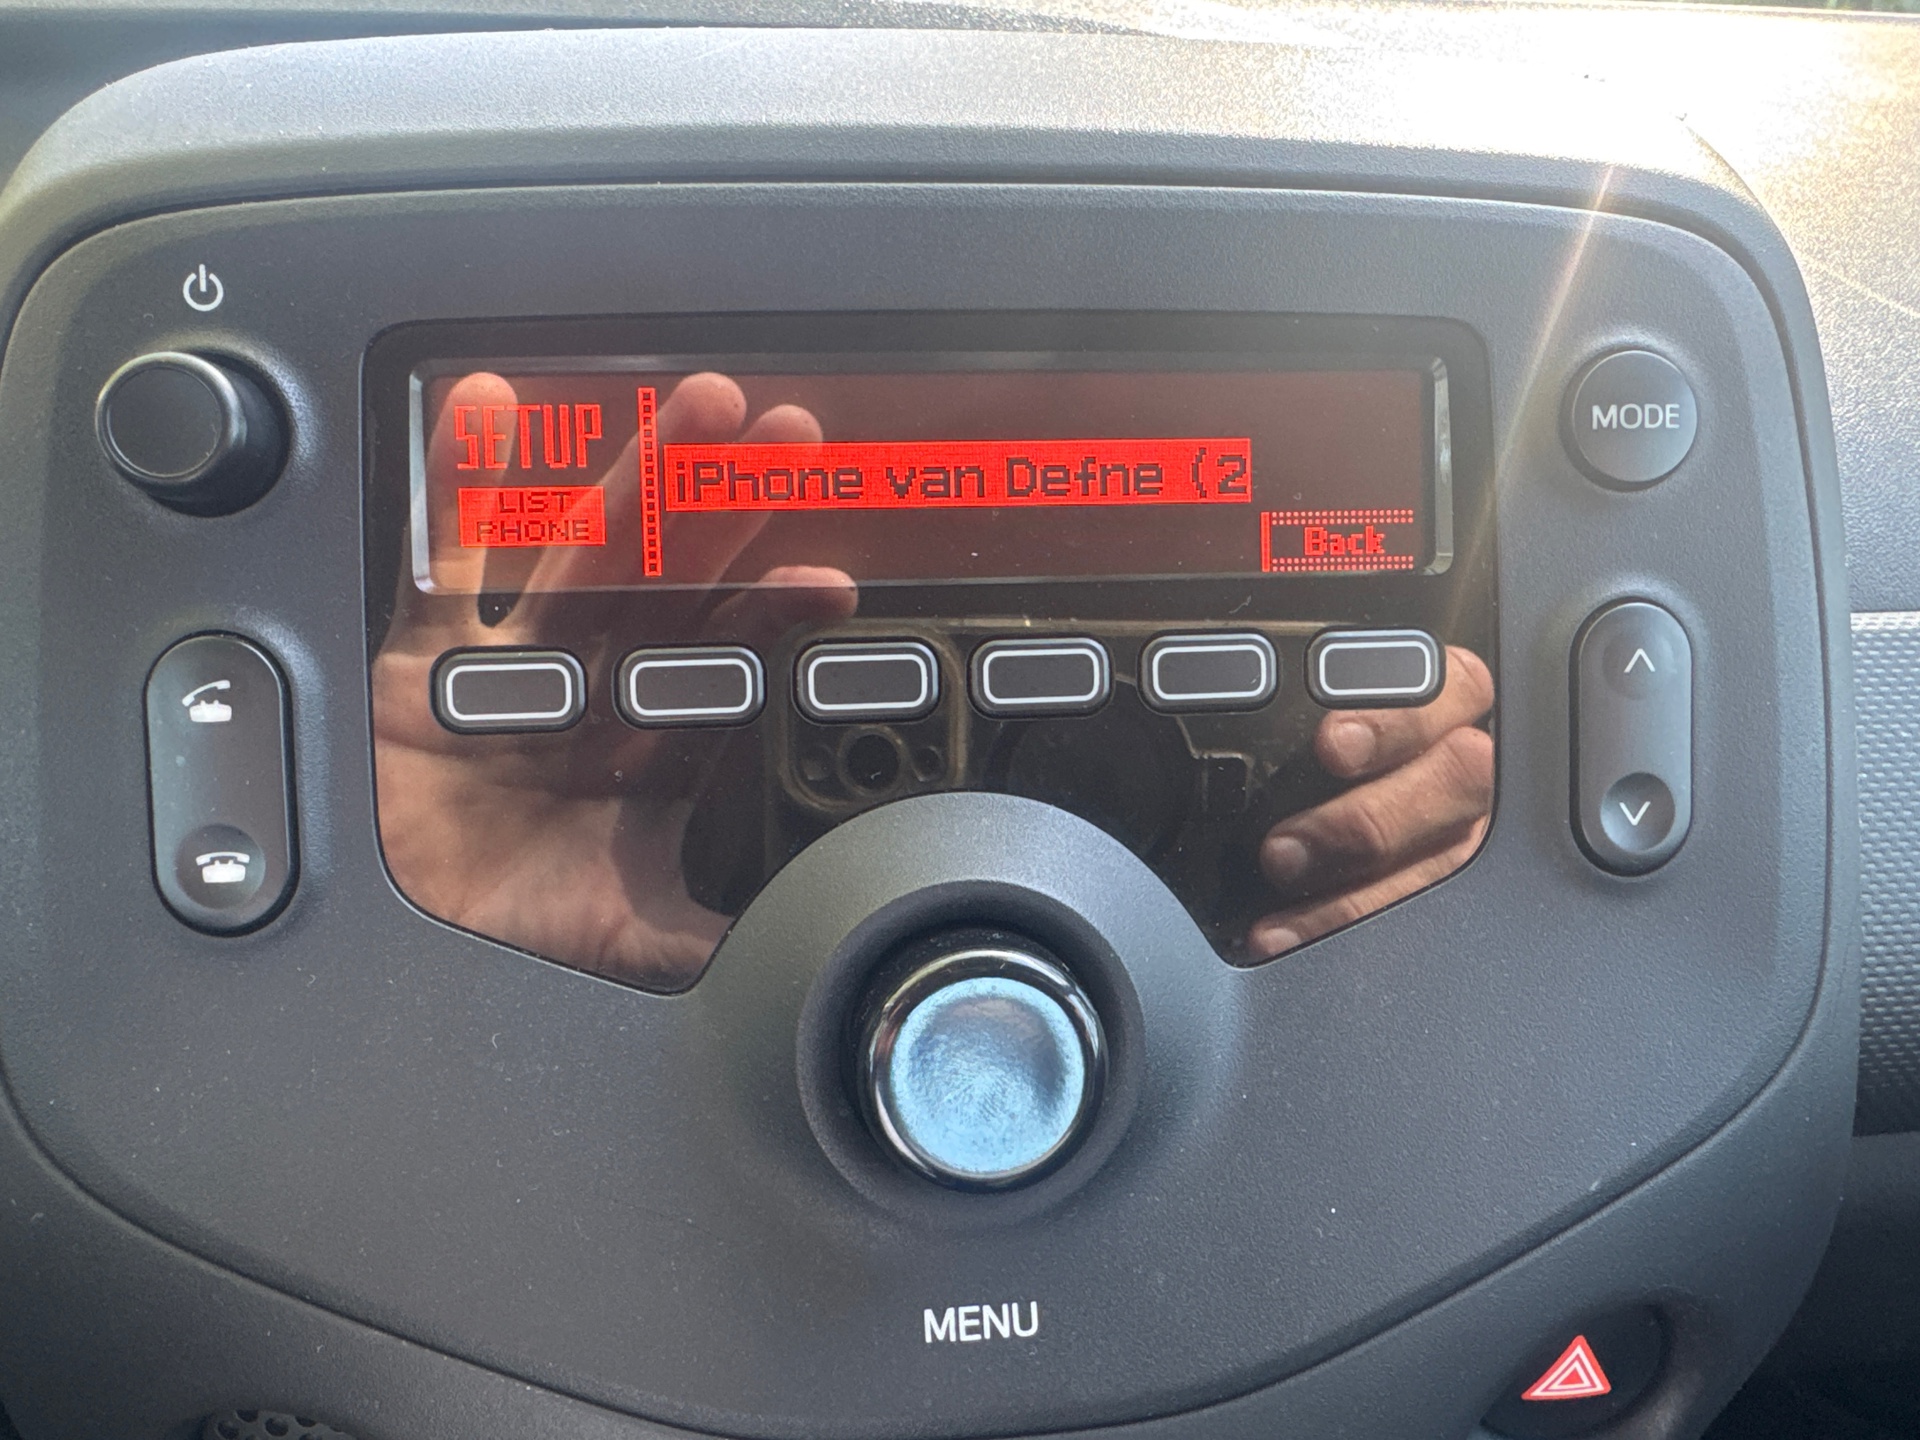 SETUP
LIST
PHONE
iPhone van Defne (2
Back
MODE
MENU